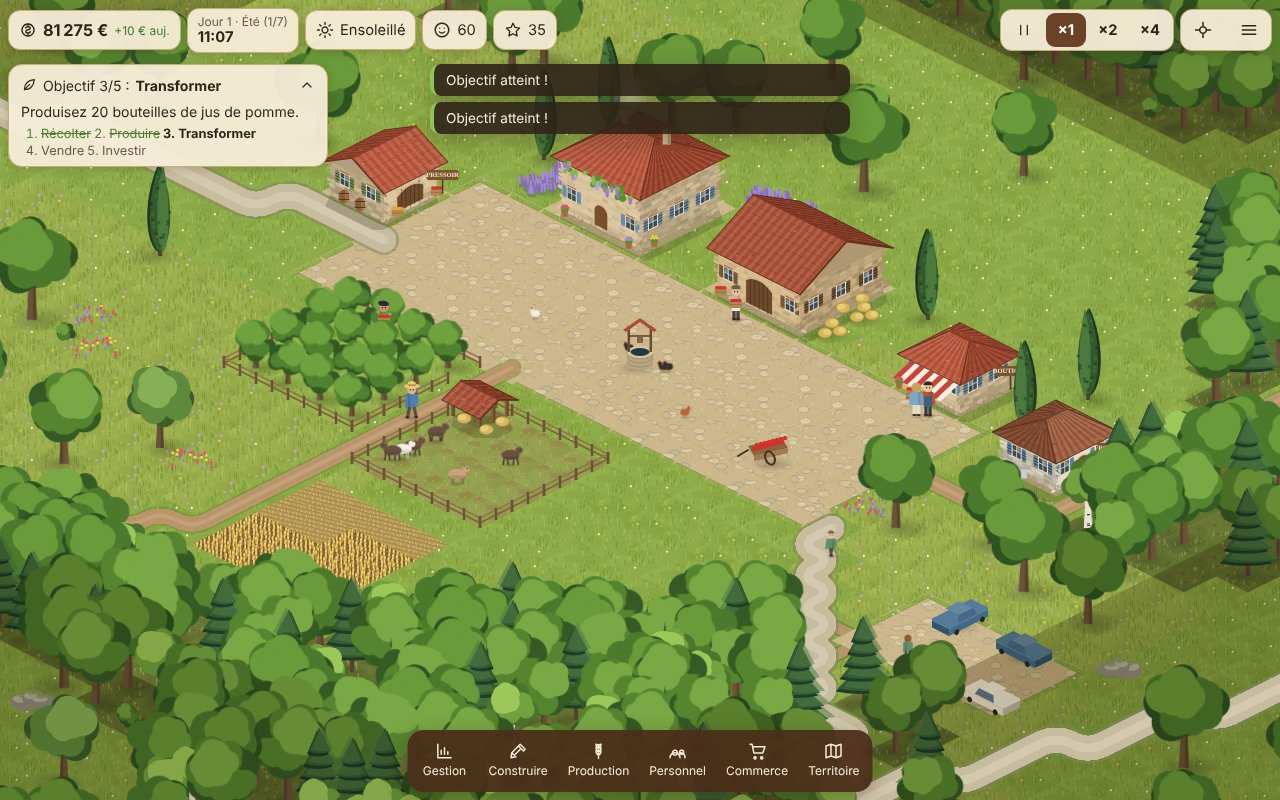 81 275 € +10 € auj.
Jour 1 · Été (1/7)
11:07
Ensoleillé
60
35
×1
×2
×4
Objectif 3/5 : Transformer
Produisez 20 bouteilles de jus de pomme.
1. Récolter 2. Produire 3. Transformer
4. Vendre 5. Investir
Objectif atteint !
Objectif atteint !
PRESSOIR
Gestion
Construire
Production
Personnel
Commerce
Territoire